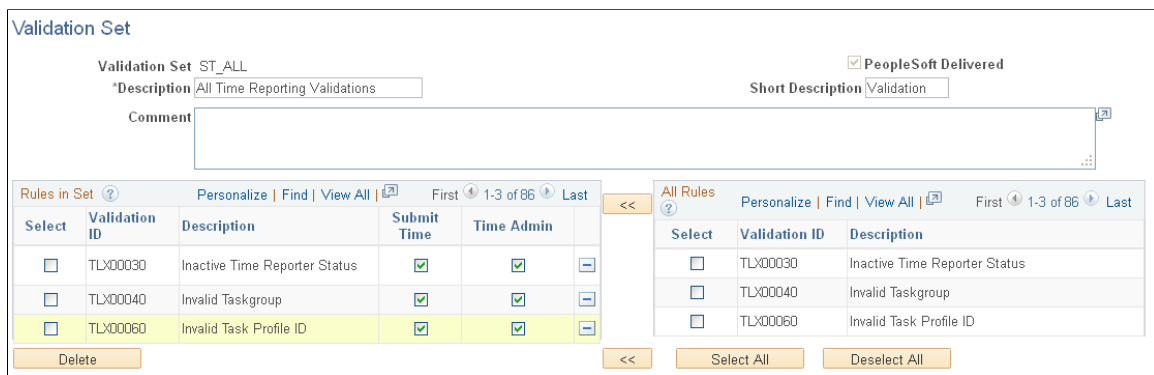 Validation Set
Validation Set ST_ALL
PeopleSoft Delivered
*Description All Time Reporting Validations
Short Description Validation
Comment
Rules in Set ? Personalize | Find | View All | First 1-3 of 86 Last
Select Validation ID Description Submit Time Time Admin
TLX00030 Inactive Time Reporter Status
TLX00040 Invalid Taskgroup
TLX00060 Invalid Task Profile ID
Delete
<<
<<
All Rules ? Personalize | Find | View All | First 1-3 of 86 Last
Select Validation ID Description
TLX00030 Inactive Time Reporter Status
TLX00040 Invalid Taskgroup
TLX00060 Invalid Task Profile ID
Select All Deselect All